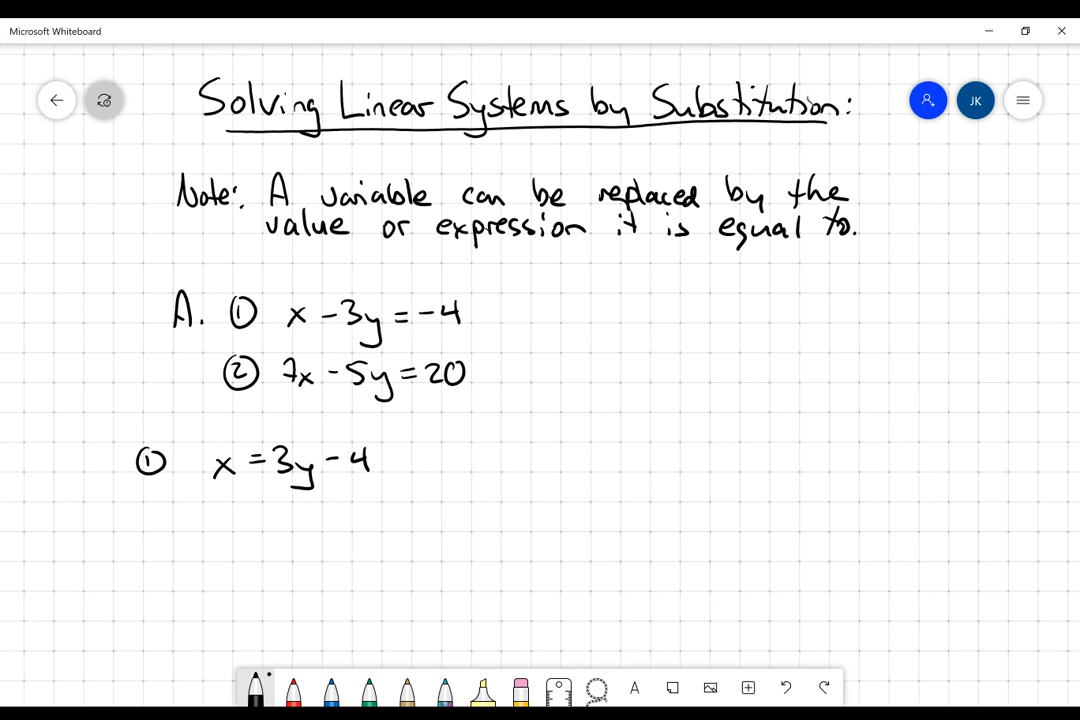 Microsoft Whiteboard
JK
Solving Linear Systems by Substitution:
Note: A variable can be replaced by the
value or expression it is equal to.
A. ① x - 3y = -4
② 7x - 5y = 20
① x = 3y - 4
A